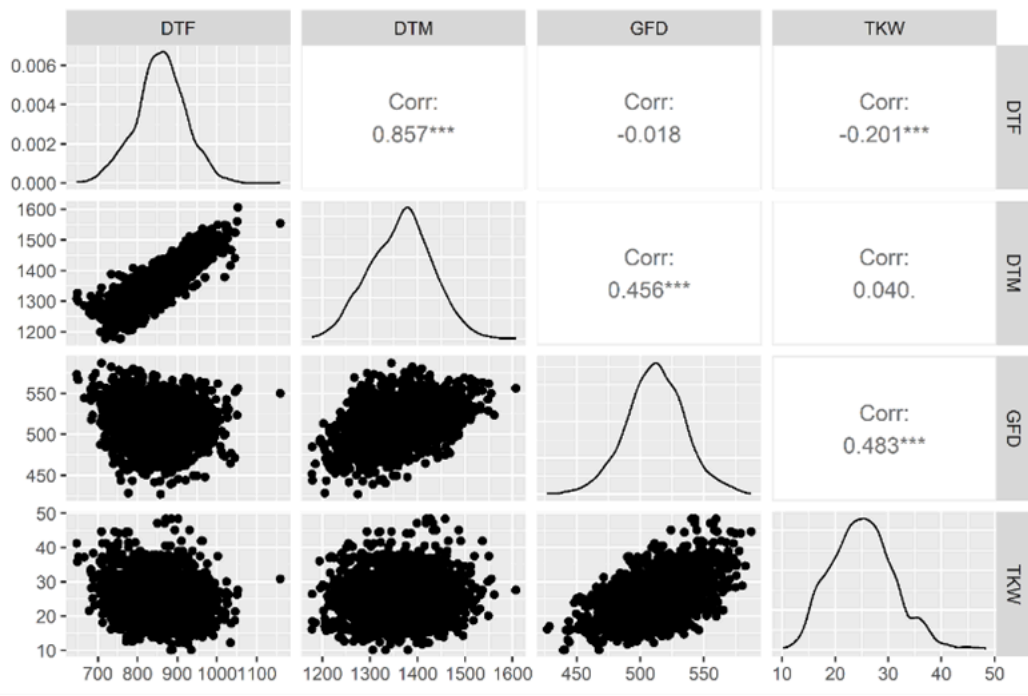 DTF DTM GFD TKW
0.006
0.004
0.002
0.000
Corr:
0.857***
Corr:
-0.018
Corr:
-0.201***
DTF
1600
1500
1400
1300
1200
Corr:
0.456***
Corr:
0.040.
DTM
550
500
450
Corr:
0.483***
GFD
50
40
30
20
10
TKW
700 800 900 1000 1100 1200 1300 1400 1500 1600 450 500 550 10 20 30 40 50